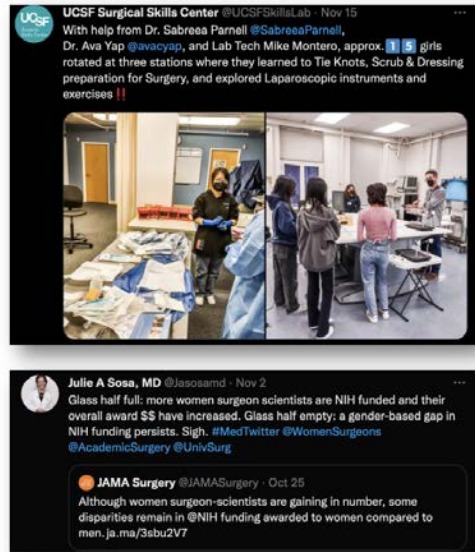 UCSF
UCSF Surgical Skills Center @UCSFSkillsLab · Nov 15
With help from Dr. Sabreea Parnell @SabreeaParnell,
Dr. Ava Yap @avacyap, and Lab Tech Mike Montero, approx. 1 5 girls
rotated at three stations where they learned to Tie Knots, Scrub & Dressing
preparation for Surgery, and explored Laparoscopic instruments and
exercises ‼️
Julie A Sosa, MD @Jasosamd · Nov 2
Glass half full: more women surgeon scientists are NIH funded and their
overall award $$ have increased. Glass half empty: a gender-based gap in
NIH funding persists. Sigh. #MedTwitter @WomenSurgeons
@AcademicSurgery @UnivSurg
JAMA Surgery @JAMASurgery · Oct 25
Although women surgeon-scientists are gaining in number, some
disparities remain in @NIH funding awarded to women compared to
men. ja.ma/3sbu2V7